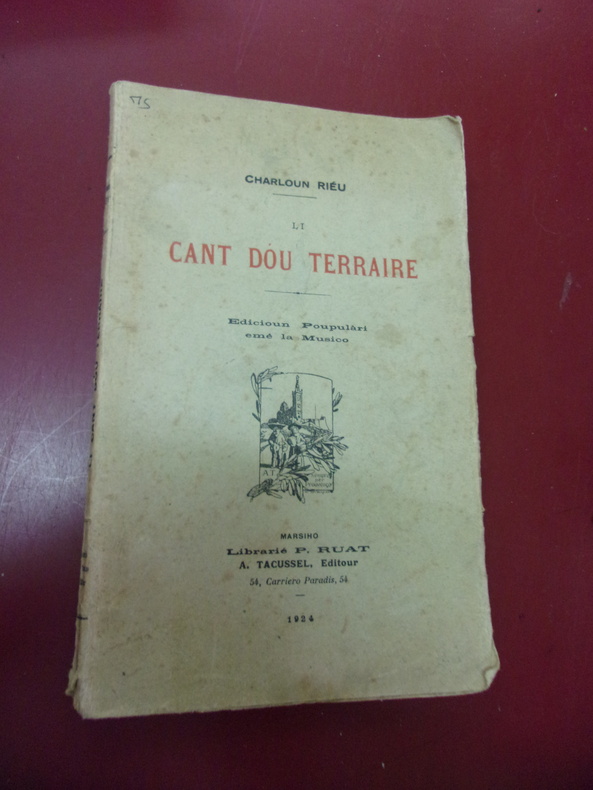 CHARLOUN RIÉU
LI
CANT DÓU TERRAIRE
Edicioun Poupulàri
emé la Musico
A T
MARSIHO
Librarié P. RUAT
A. TACUSSEL, Editour
54, Carriero Paradis, 54
1924